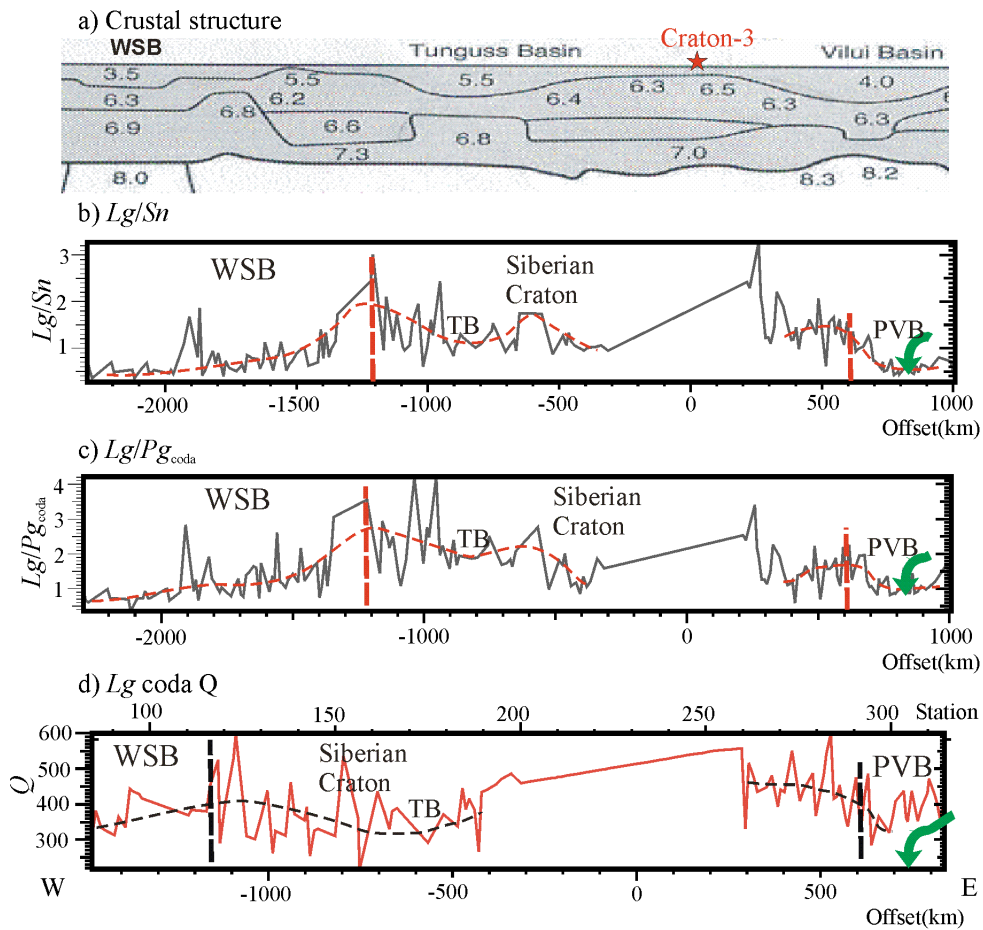 a) Crustal structure
WSB Tunguss Basin Craton-3 Vilui Basin
3.5 5.5 5.5 6.3 6.5 4.0
6.3 6.2 6.4 6.3 6.3
6.9 6.8 6.6 6.8
7.3 7.0
8.0 8.3 8.2
b) Lg/Sn
Lg/Sn
3
2
1
WSB Siberian
Craton
TB PVB
-2000 -1500 -1000 -500 0 500 1000
Offset(km)
c) Lg/Pgcoda
Lg/Pgcoda
4
3
2
1
WSB Siberian
Craton
TB PVB
-2000 -1000 0 1000
Offset(km)
d) Lg coda Q
100 150 200 250 300 Station
Q
600
500
400
300
WSB Siberian
Craton
TB PVB
W E
-1000 -500 0 500
Offset(km)